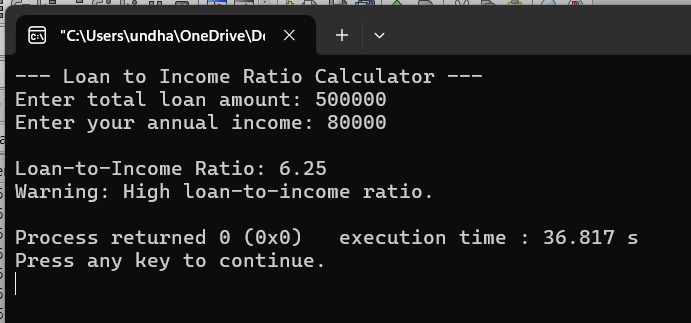 "C:\Users\undha\OneDrive\De
--- Loan to Income Ratio Calculator ---
Enter total loan amount: 500000
Enter your annual income: 80000
Loan-to-Income Ratio: 6.25
Warning: High loan-to-income ratio.
Process returned 0 (0x0)   execution time : 36.817 s
Press any key to continue.